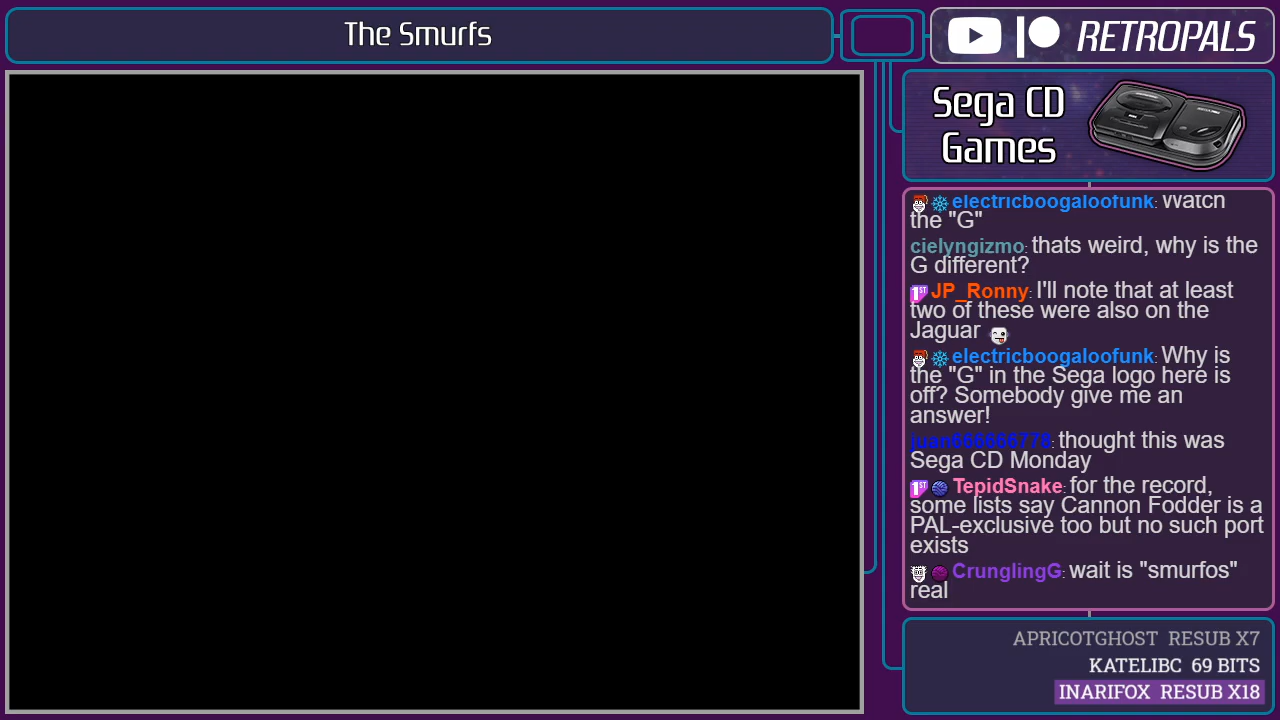 The Smurfs
RETROPALS
Sega CD
Games
electricboogaloofunk: Watch
the "G"
cielyngizmo: thats weird, why is the
G different?
1ST JP_Ronny: I'll note that at least
two of these were also on the
Jaguar
electricboogaloofunk: Why is
the "G" in the Sega logo here is
off? Somebody give me an
answer!
juan666666778: thought this was
Sega CD Monday
1ST TepidSnake: for the record,
some lists say Cannon Fodder is a
PAL-exclusive too but no such port
exists
CrunglingG: wait is "smurfos"
real
APRICOTGHOST RESUB X7
KATELIBC 69 BITS
INARIFOX RESUB X18